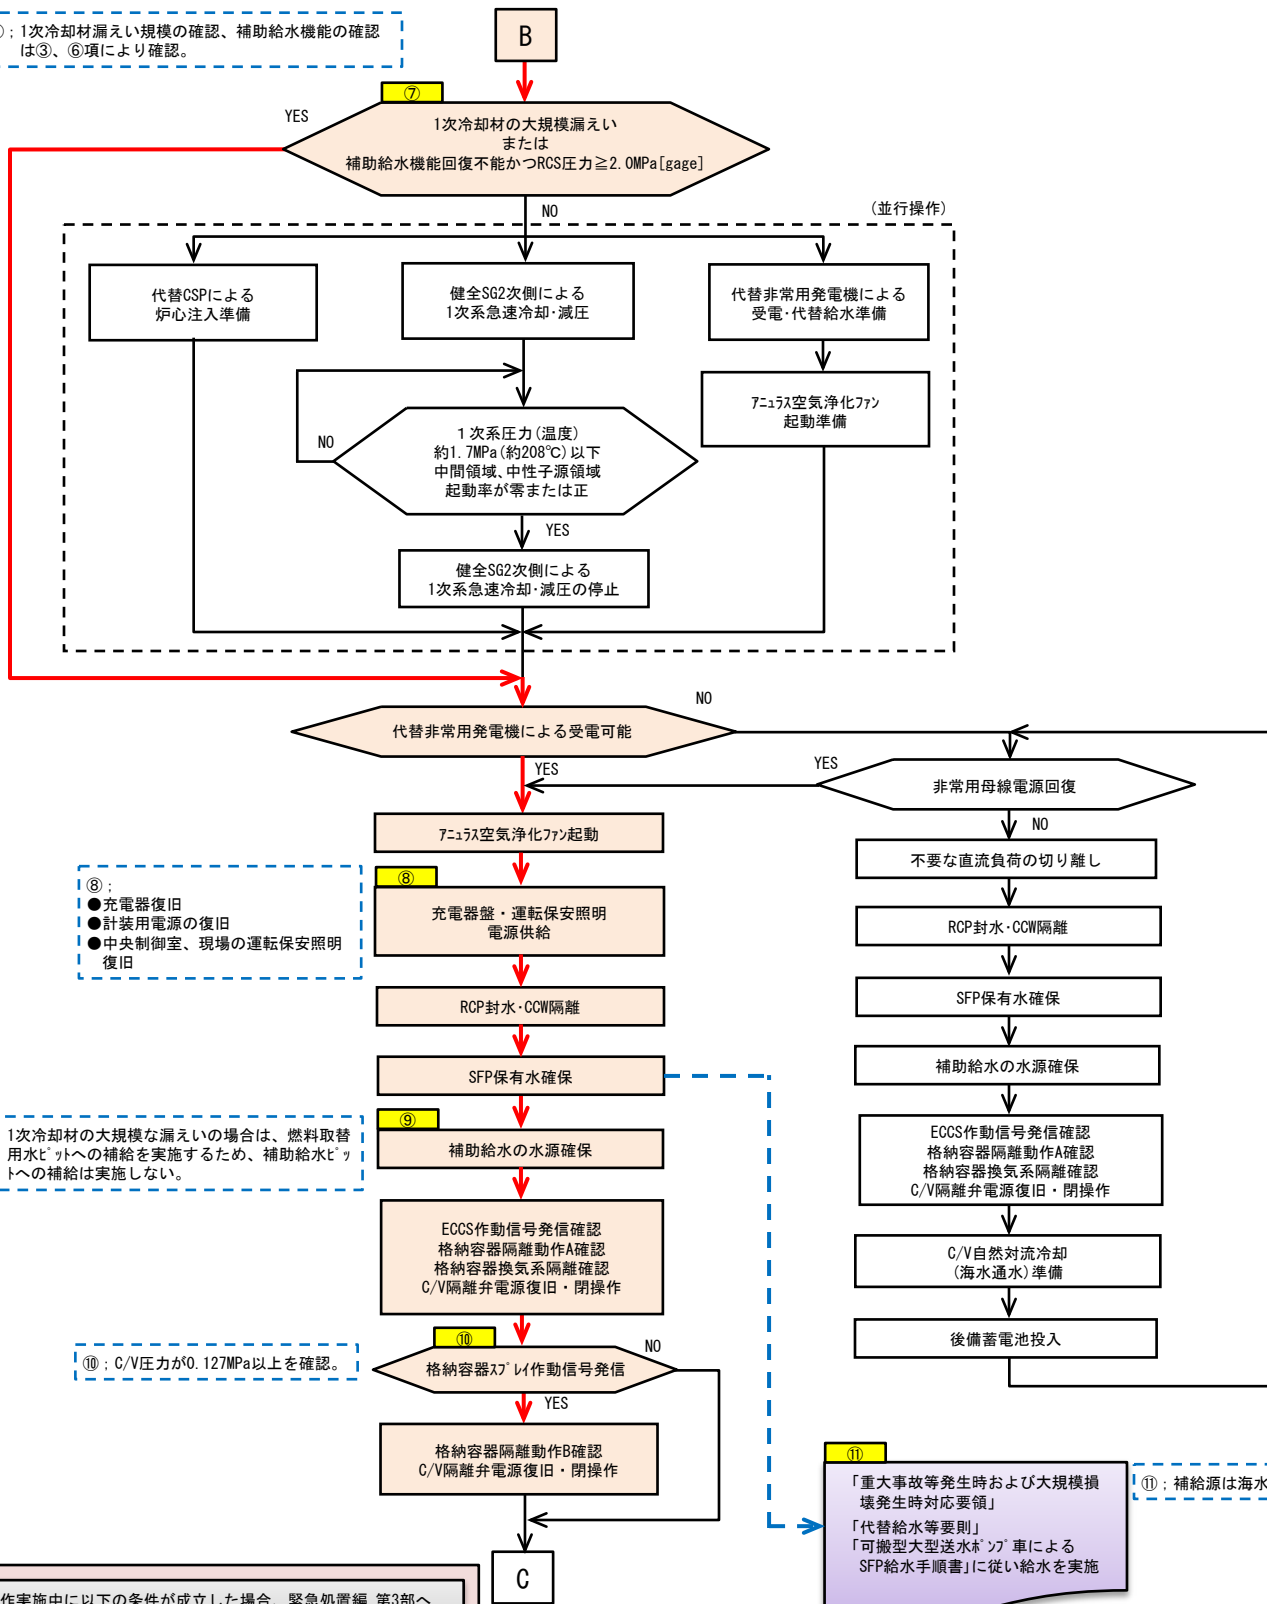 ；1次冷却材漏えい規模の確認、補助給水機能の確認
は③、⑥項により確認。
B
⑦
YES
1次冷却材の大規模漏えい
または
補助給水機能回復不能かつRCS圧力≧2.0MPa[gage]
NO
(並行操作)
代替CSPによる
炉心注入準備
健全SG2次側による
1次系急速冷却･減圧
代替非常用発電機による
受電･代替給水準備
ｱﾆｭﾗｽ空気浄化ﾌｧﾝ
起動準備
NO
１次系圧力(温度)
約1.7MPa(約208℃)以下
中間領域、中性子源領域
起動率が零または正
YES
健全SG2次側による
1次系急速冷却･減圧の停止
代替非常用発電機による受電可能
NO
YES
YES
非常用母線電源回復
NO
ｱﾆｭﾗｽ空気浄化ﾌｧﾝ起動
不要な直流負荷の切り離し
⑧；
●充電器復旧
●計装用電源の復旧
●中央制御室、現場の運転保安照明
復旧
⑧
充電器盤・運転保安照明
電源供給
RCP封水･CCW隔離
RCP封水･CCW隔離
SFP保有水確保
SFP保有水確保
補助給水の水源確保
1次冷却材の大規模な漏えいの場合は、燃料取替
用水ﾋﾟｯﾄへの補給を実施するため、補助給水ﾋﾟｯ
ﾄへの補給は実施しない。
⑨
補助給水の水源確保
ECCS作動信号発信確認
格納容器隔離動作A確認
格納容器換気系隔離確認
C/V隔離弁電源復旧・閉操作
ECCS作動信号発信確認
格納容器隔離動作A確認
格納容器換気系隔離確認
C/V隔離弁電源復旧・閉操作
C/V自然対流冷却
(海水通水)準備
後備蓄電池投入
⑩；C/V圧力が0.127MPa以上を確認。
⑩
格納容器ｽﾌﾟﾚｲ作動信号発信
NO
YES
格納容器隔離動作B確認
C/V隔離弁電源復旧・閉操作
C
⑪
「重大事故等発生時および大規模損
壊発生時対応要領」
「代替給水等要則」
「可搬型大型送水ﾎﾟﾝﾌﾟ車による
SFP給水手順書」に従い給水を実施
⑪；補給源は海水
作実施中に以下の条件が成立した場合、緊急処置編 第3部へ